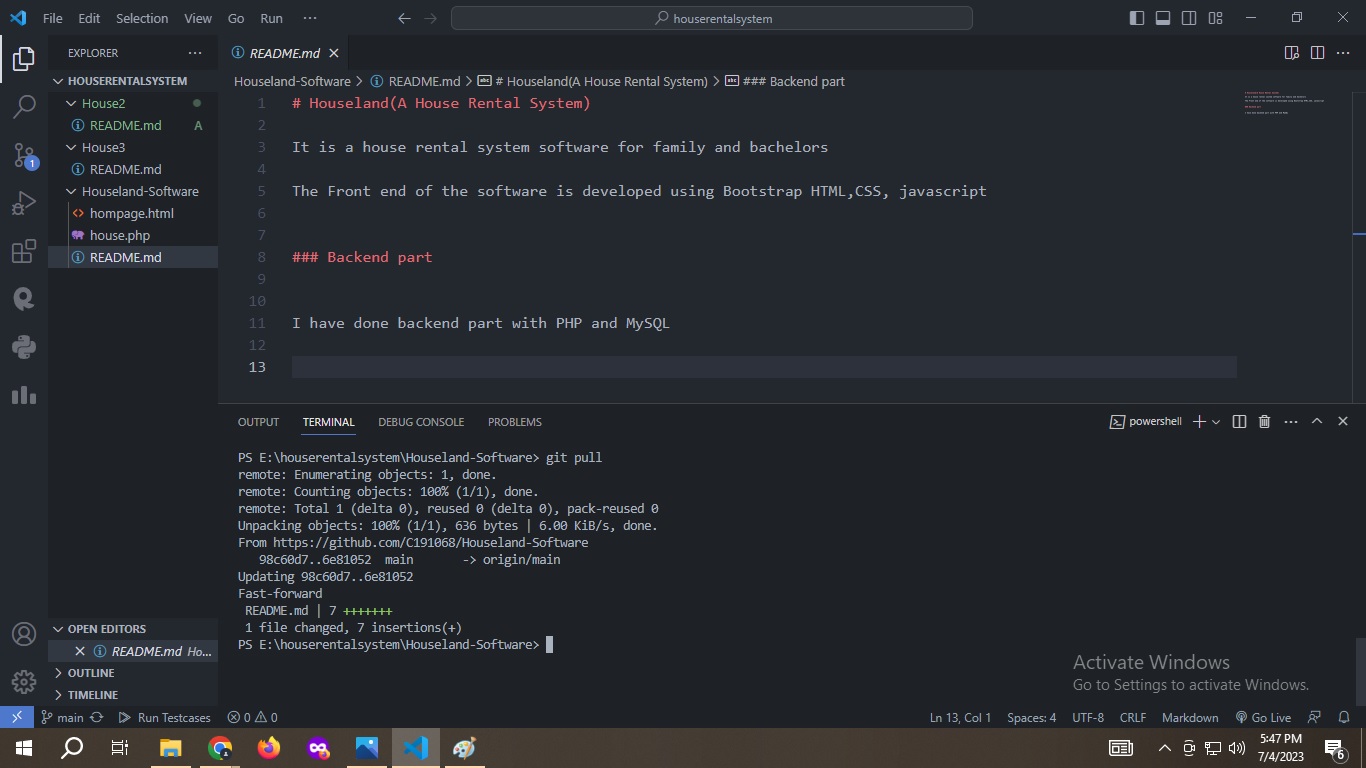 File Edit Selection View Go Run ···
houserentalsystem
EXPLORER ···
HOUSERENTALSYSTEM
House2
README.md A
House3
README.md
Houseland-Software
hompage.html
house.php
README.md
OPEN EDITORS
README.md Ho...
OUTLINE
TIMELINE
1
README.md
Houseland-Software > README.md > # Houseland(A House Rental System) > ### Backend part
1 # Houseland(A House Rental System)
2
3 It is a house rental system software for family and bachelors
4
5 The Front end of the software is developed using Bootstrap HTML,CSS, javascript
6
7
8 ### Backend part
9
10
11 I have done backend part with PHP and MySQL
12
13
OUTPUT TERMINAL DEBUG CONSOLE PROBLEMS
powershell
PS E:\houserentalsystem\Houseland-Software> git pull
remote: Enumerating objects: 1, done.
remote: Counting objects: 100% (1/1), done.
remote: Total 1 (delta 0), reused 0 (delta 0), pack-reused 0
Unpacking objects: 100% (1/1), 636 bytes | 6.00 KiB/s, done.
From https://github.com/C191068/Houseland-Software
98c60d7..6e81052 main -> origin/main
Updating 98c60d7..6e81052
Fast-forward
README.md | 7 +++++++
1 file changed, 7 insertions(+)
PS E:\houserentalsystem\Houseland-Software>
Activate Windows
Go to Settings to activate Windows.
main Run Testcases 0 0 Ln 13, Col 1 Spaces: 4 UTF-8 CRLF Markdown Go Live
5:47 PM
7/4/2023
6